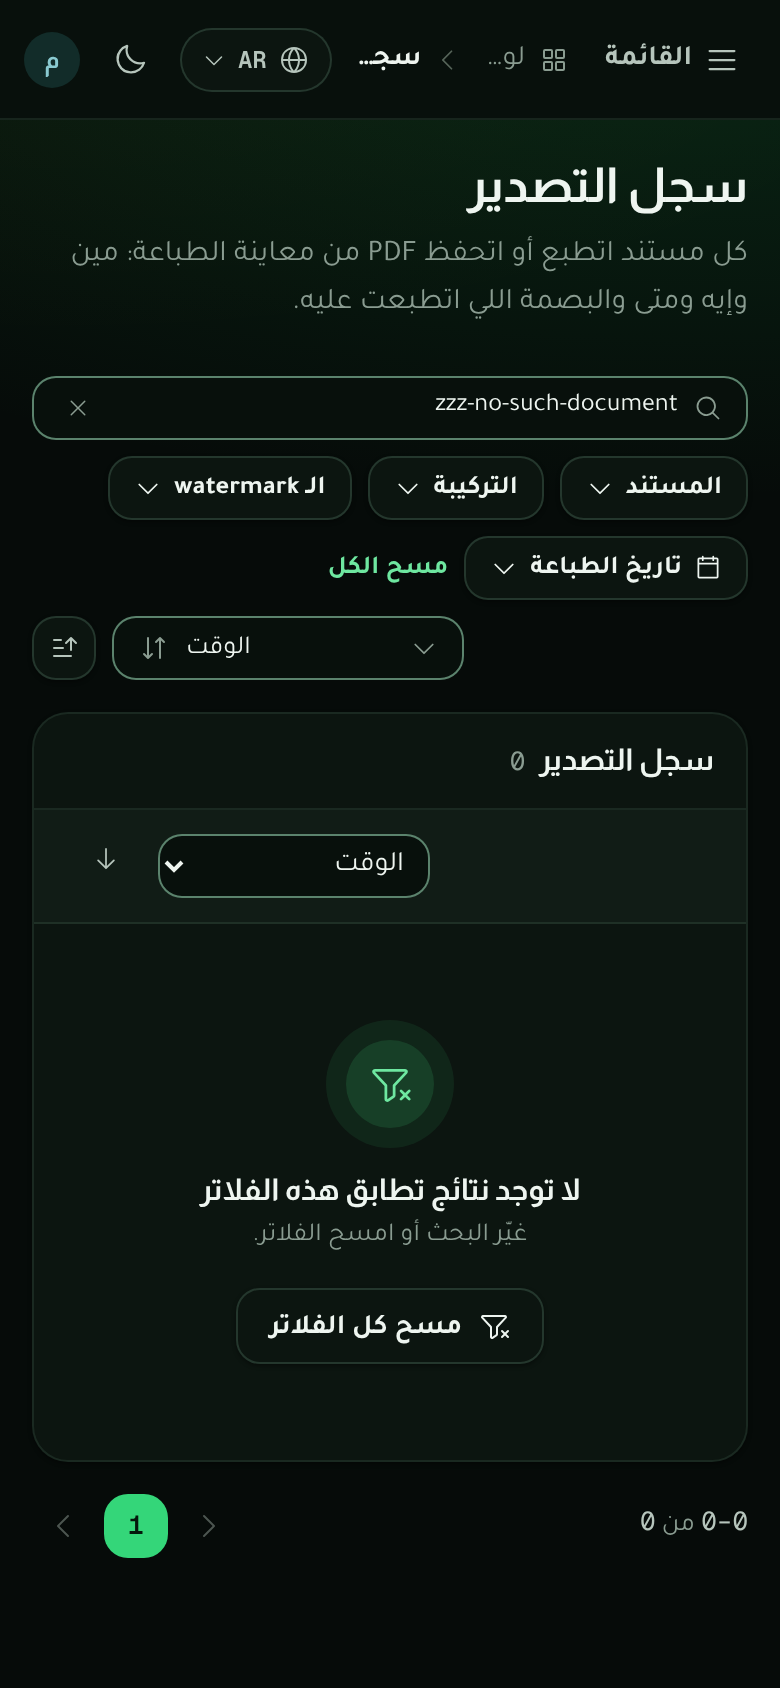 القائمة
لو...
سجـ...
AR
م
سجل التصدير
كل مستند اتطبع أو اتحفظ PDF من معاينة الطباعة: مين
وإيه ومتى والبصمة اللي اتطبعت عليه.
zzz-no-such-document
المستند
التركيبة
الـ watermark
تاريخ الطباعة
مسح الكل
الوقت
سجل التصدير 0
الوقت
لا توجد نتائج تطابق هذه الفلاتر
غيّر البحث أو امسح الفلاتر.
مسح كل الفلاتر
0–0 من 0
1